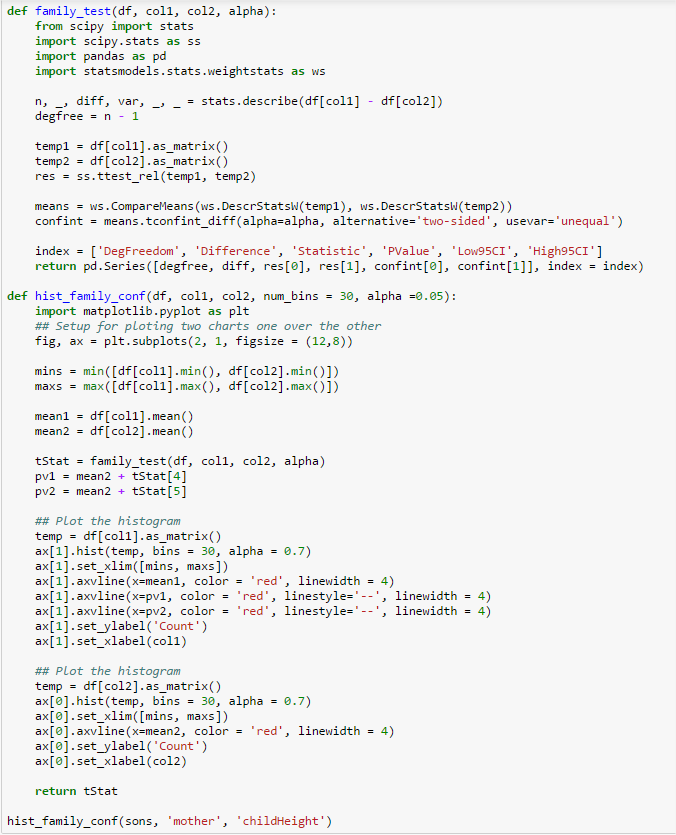 def family_test(df, col1, col2, alpha):
    from scipy import stats
    import scipy.stats as ss
    import pandas as pd
    import statsmodels.stats.weightstats as ws

    n, _, diff, var, _, _ = stats.describe(df[col1] - df[col2])
    degfree = n - 1

    temp1 = df[col1].as_matrix()
    temp2 = df[col2].as_matrix()
    res = ss.ttest_rel(temp1, temp2)

    means = ws.CompareMeans(ws.DescrStatsW(temp1), ws.DescrStatsW(temp2))
    confint = means.tconfint_diff(alpha=alpha, alternative='two-sided', usevar='unequal')

    index = ['DegFreedom', 'Difference', 'Statistic', 'PValue', 'Low95CI', 'High95CI']
    return pd.Series([degfree, diff, res[0], res[1], confint[0], confint[1]], index = index)

def hist_family_conf(df, col1, col2, num_bins = 30, alpha =0.05):
    import matplotlib.pyplot as plt
    ## Setup for ploting two charts one over the other
    fig, ax = plt.subplots(2, 1, figsize = (12,8))

    mins = min([df[col1].min(), df[col2].min()])
    maxs = max([df[col1].max(), df[col2].max()])

    mean1 = df[col1].mean()
    mean2 = df[col2].mean()

    tStat = family_test(df, col1, col2, alpha)
    pv1 = mean2 + tStat[4]
    pv2 = mean2 + tStat[5]

    ## Plot the histogram
    temp = df[col1].as_matrix()
    ax[1].hist(temp, bins = 30, alpha = 0.7)
    ax[1].set_xlim([mins, maxs])
    ax[1].axvline(x=mean1, color = 'red', linewidth = 4)
    ax[1].axvline(x=pv1, color = 'red', linestyle='--', linewidth = 4)
    ax[1].axvline(x=pv2, color = 'red', linestyle='--', linewidth = 4)
    ax[1].set_ylabel('Count')
    ax[1].set_xlabel(col1)

    ## Plot the histogram
    temp = df[col2].as_matrix()
    ax[0].hist(temp, bins = 30, alpha = 0.7)
    ax[0].set_xlim([mins, maxs])
    ax[0].axvline(x=mean2, color = 'red', linewidth = 4)
    ax[0].set_ylabel('Count')
    ax[0].set_xlabel(col2)

    return tStat

hist_family_conf(sons, 'mother', 'childHeight')